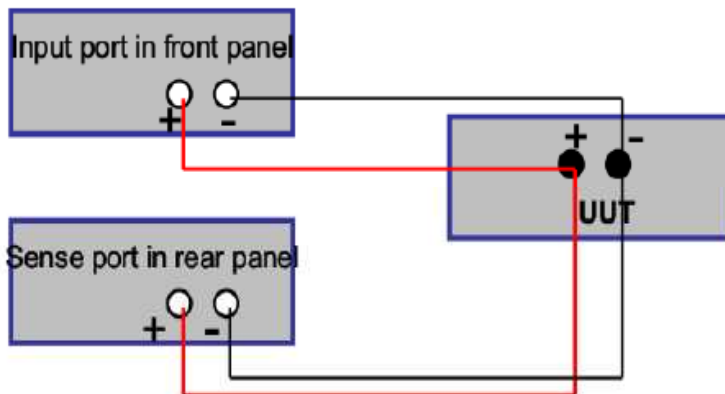 Input port in front panel
+ -
+ -
UUT
Sense port in rear panel
+ -